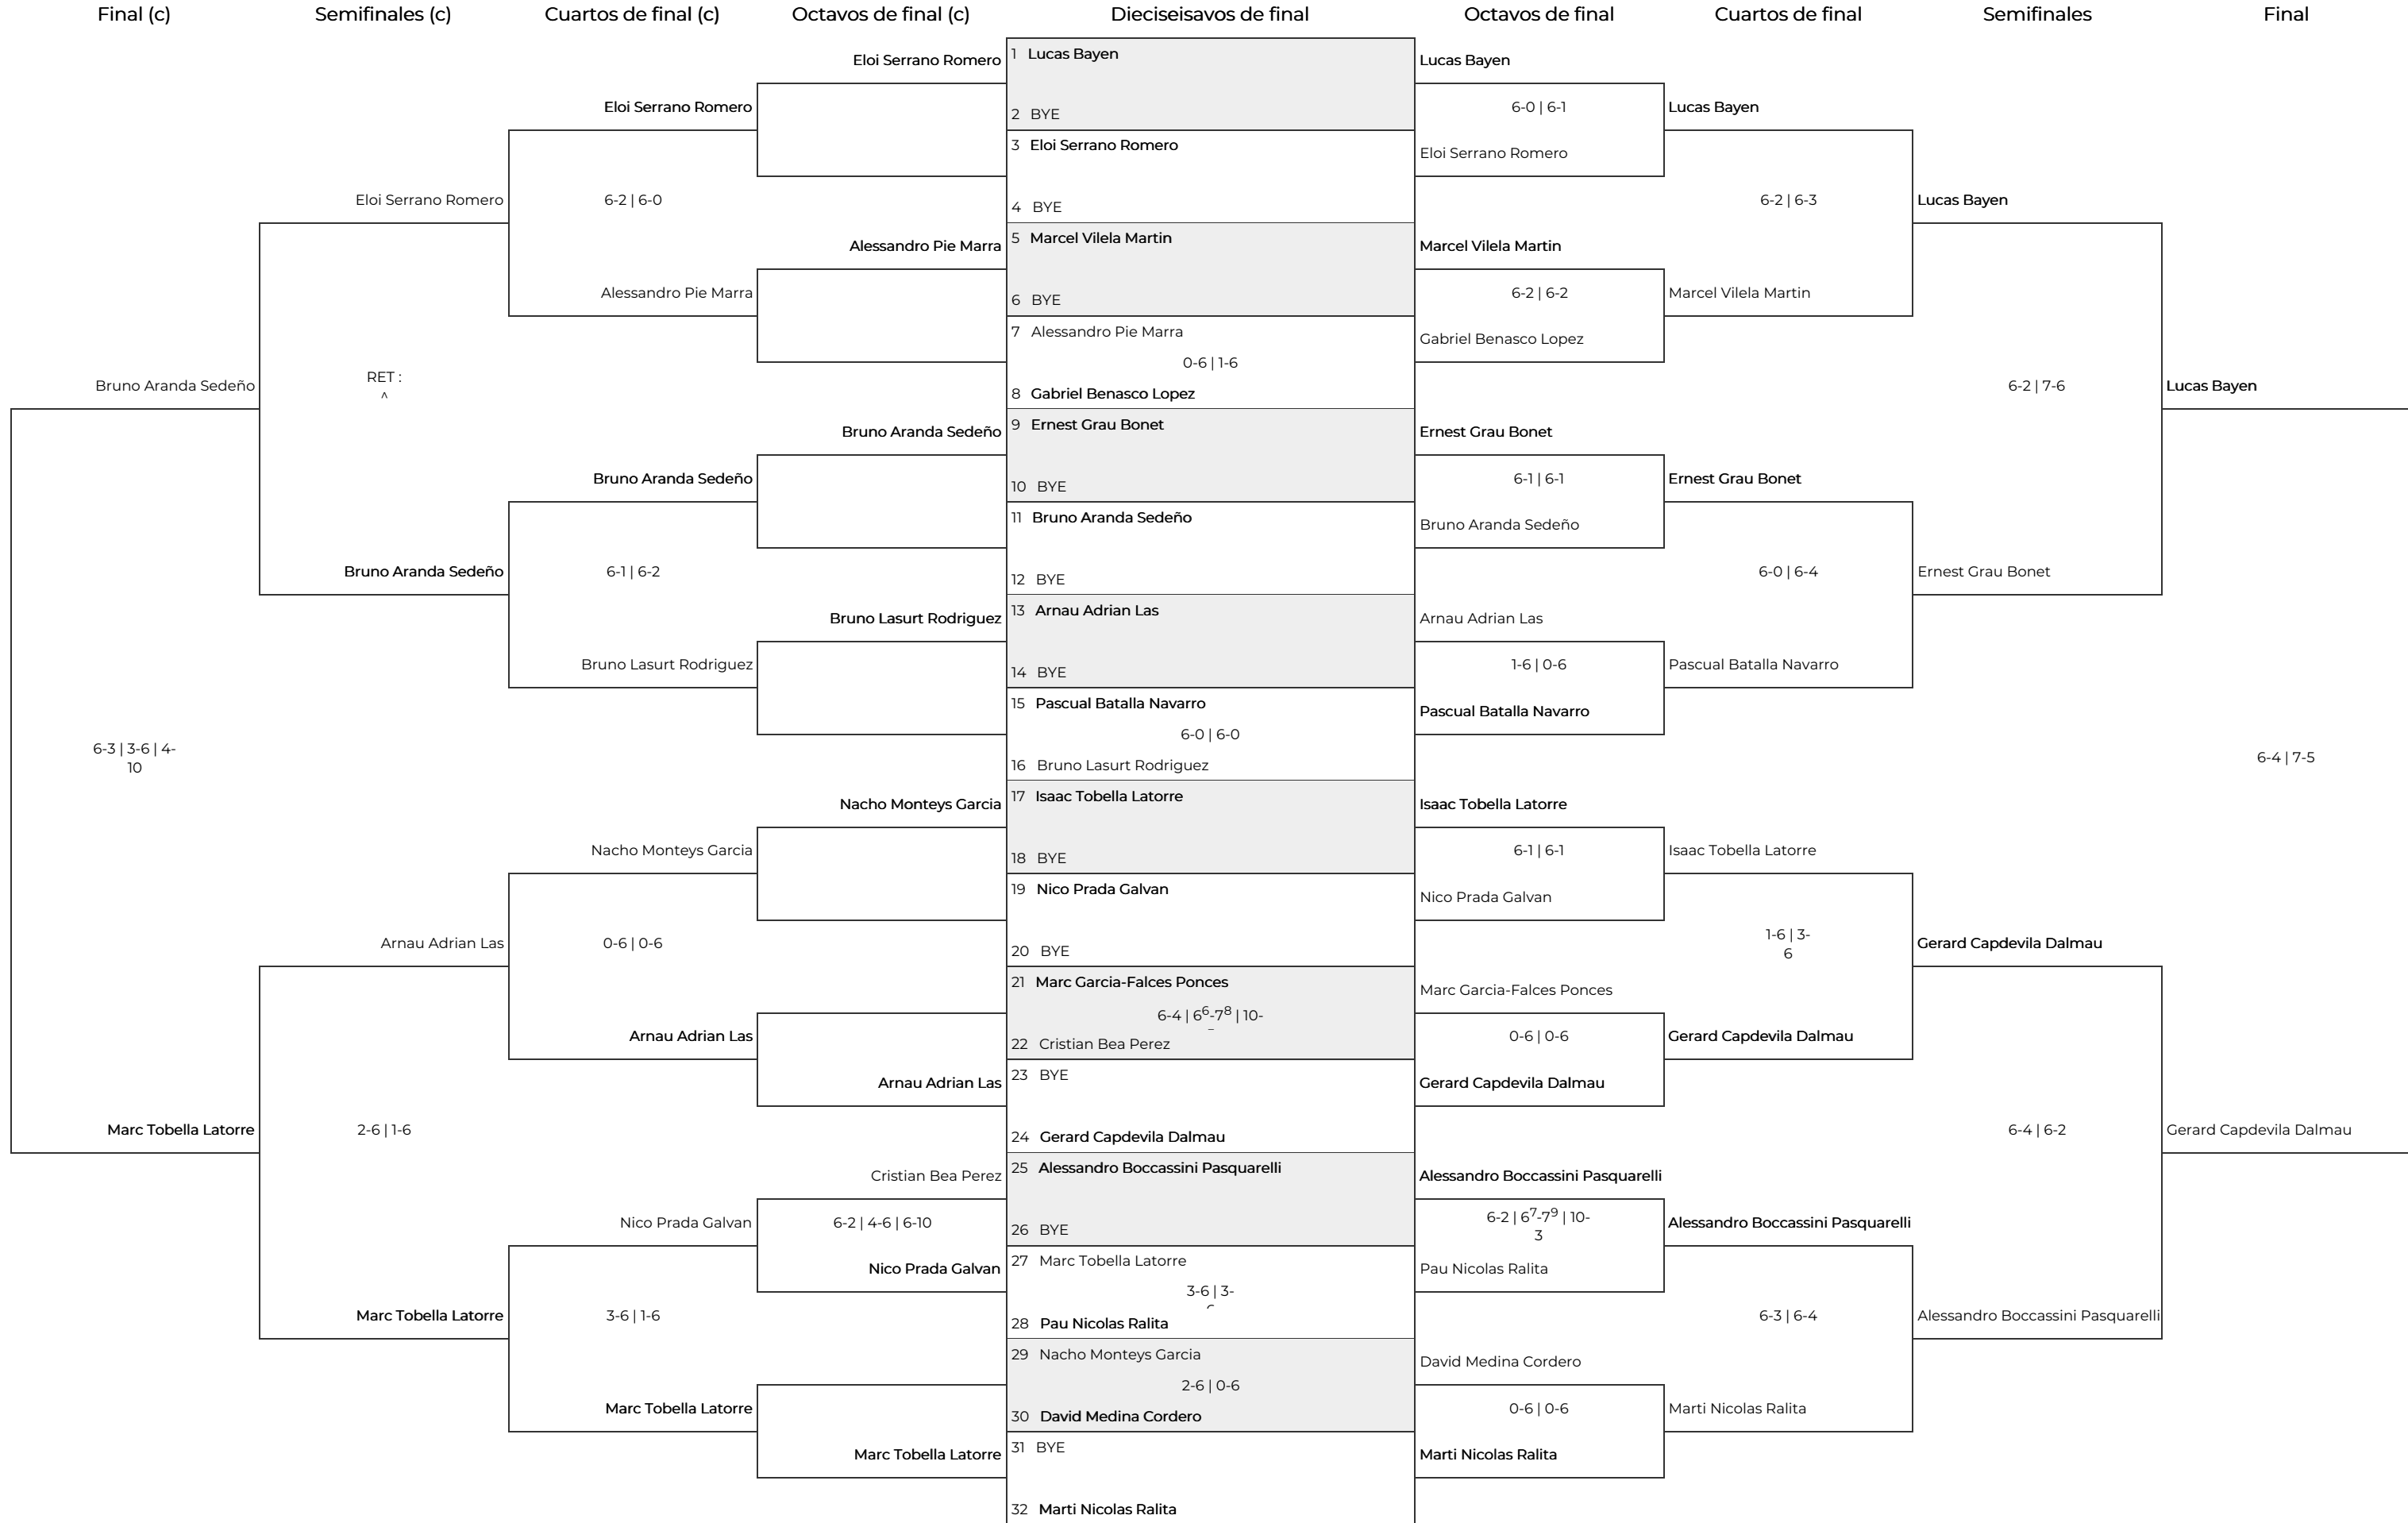 Final (c)
Semifinales (c)
Cuartos de final (c)
Octavos de final (c)
Dieciseisavos de final
Octavos de final
Cuartos de final
Semifinales
Final
Bruno Aranda Sedeño
6-3 | 3-6 | 4-
10
Marc Tobella Latorre
Eloi Serrano Romero
RET :
^
Bruno Aranda Sedeño
Arnau Adrian Las
2-6 | 1-6
Marc Tobella Latorre
Eloi Serrano Romero
6-2 | 6-0
Alessandro Pie Marra
Bruno Aranda Sedeño
6-1 | 6-2
Bruno Lasurt Rodriguez
Nacho Monteys Garcia
0-6 | 0-6
Arnau Adrian Las
Nico Prada Galvan
3-6 | 1-6
Marc Tobella Latorre
Eloi Serrano Romero
Alessandro Pie Marra
Bruno Aranda Sedeño
Bruno Lasurt Rodriguez
Nacho Monteys Garcia
Arnau Adrian Las
Cristian Bea Perez
6-2 | 4-6 | 6-10
Nico Prada Galvan
Marc Tobella Latorre
1 Lucas Bayen
2 BYE
3 Eloi Serrano Romero
4 BYE
5 Marcel Vilela Martin
6 BYE
7 Alessandro Pie Marra
0-6 | 1-6
8 Gabriel Benasco Lopez
9 Ernest Grau Bonet
10 BYE
11 Bruno Aranda Sedeño
12 BYE
13 Arnau Adrian Las
14 BYE
15 Pascual Batalla Navarro
6-0 | 6-0
16 Bruno Lasurt Rodriguez
17 Isaac Tobella Latorre
18 BYE
19 Nico Prada Galvan
20 BYE
21 Marc Garcia-Falces Ponces
6-4 | 6⁶-7⁸ | 10-
22 Cristian Bea Perez
23 BYE
24 Gerard Capdevila Dalmau
25 Alessandro Boccassini Pasquarelli
26 BYE
27 Marc Tobella Latorre
3-6 | 3-
28 Pau Nicolas Ralita
29 Nacho Monteys Garcia
2-6 | 0-6
30 David Medina Cordero
31 BYE
32 Marti Nicolas Ralita
Lucas Bayen
6-0 | 6-1
Eloi Serrano Romero
Marcel Vilela Martin
6-2 | 6-2
Gabriel Benasco Lopez
Ernest Grau Bonet
6-1 | 6-1
Bruno Aranda Sedeño
Arnau Adrian Las
1-6 | 0-6
Pascual Batalla Navarro
Isaac Tobella Latorre
6-1 | 6-1
Nico Prada Galvan
Marc Garcia-Falces Ponces
0-6 | 0-6
Gerard Capdevila Dalmau
Alessandro Boccassini Pasquarelli
6-2 | 6⁷-7⁹ | 10-
3
Pau Nicolas Ralita
David Medina Cordero
0-6 | 0-6
Marti Nicolas Ralita
Lucas Bayen
6-2 | 6-3
Marcel Vilela Martin
Ernest Grau Bonet
6-0 | 6-4
Pascual Batalla Navarro
Isaac Tobella Latorre
1-6 | 3-
6
Gerard Capdevila Dalmau
Alessandro Boccassini Pasquarelli
6-3 | 6-4
Marti Nicolas Ralita
Lucas Bayen
6-2 | 7-6
Ernest Grau Bonet
Gerard Capdevila Dalmau
6-4 | 6-2
Alessandro Boccassini Pasquarelli
Lucas Bayen
6-4 | 7-5
Gerard Capdevila Dalmau